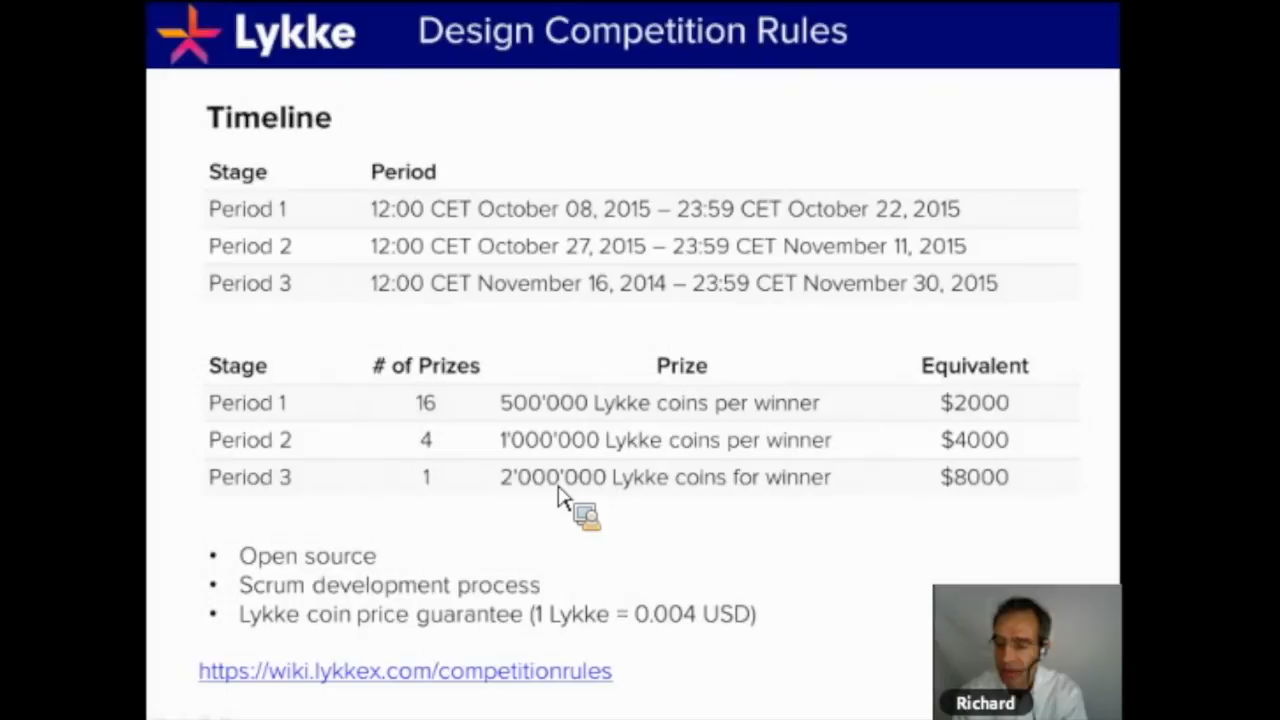 Lykke Design Competition Rules
Timeline
Stage Period
Period 1 12:00 CET October 08, 2015 – 23:59 CET October 22, 2015
Period 2 12:00 CET October 27, 2015 – 23:59 CET November 11, 2015
Period 3 12:00 CET November 16, 2014 – 23:59 CET November 30, 2015
Stage # of Prizes Prize Equivalent
Period 1 16 500'000 Lykke coins per winner $2000
Period 2 4 1'000'000 Lykke coins per winner $4000
Period 3 1 2'000'000 Lykke coins for winner $8000
• Open source
• Scrum development process
• Lykke coin price guarantee (1 Lykke = 0.004 USD)
https://wiki.lykkex.com/competitionrules
Richard